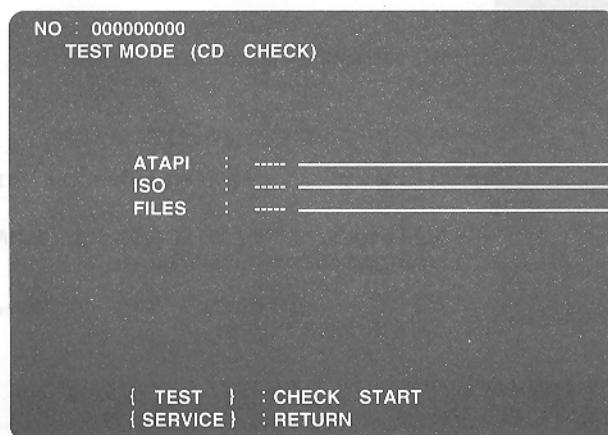 NO : 000000000
TEST MODE (CD CHECK)
ATAPI : -----
ISO : -----
FILES : -----
{ TEST } : CHECK START
{ SERVICE } : RETURN